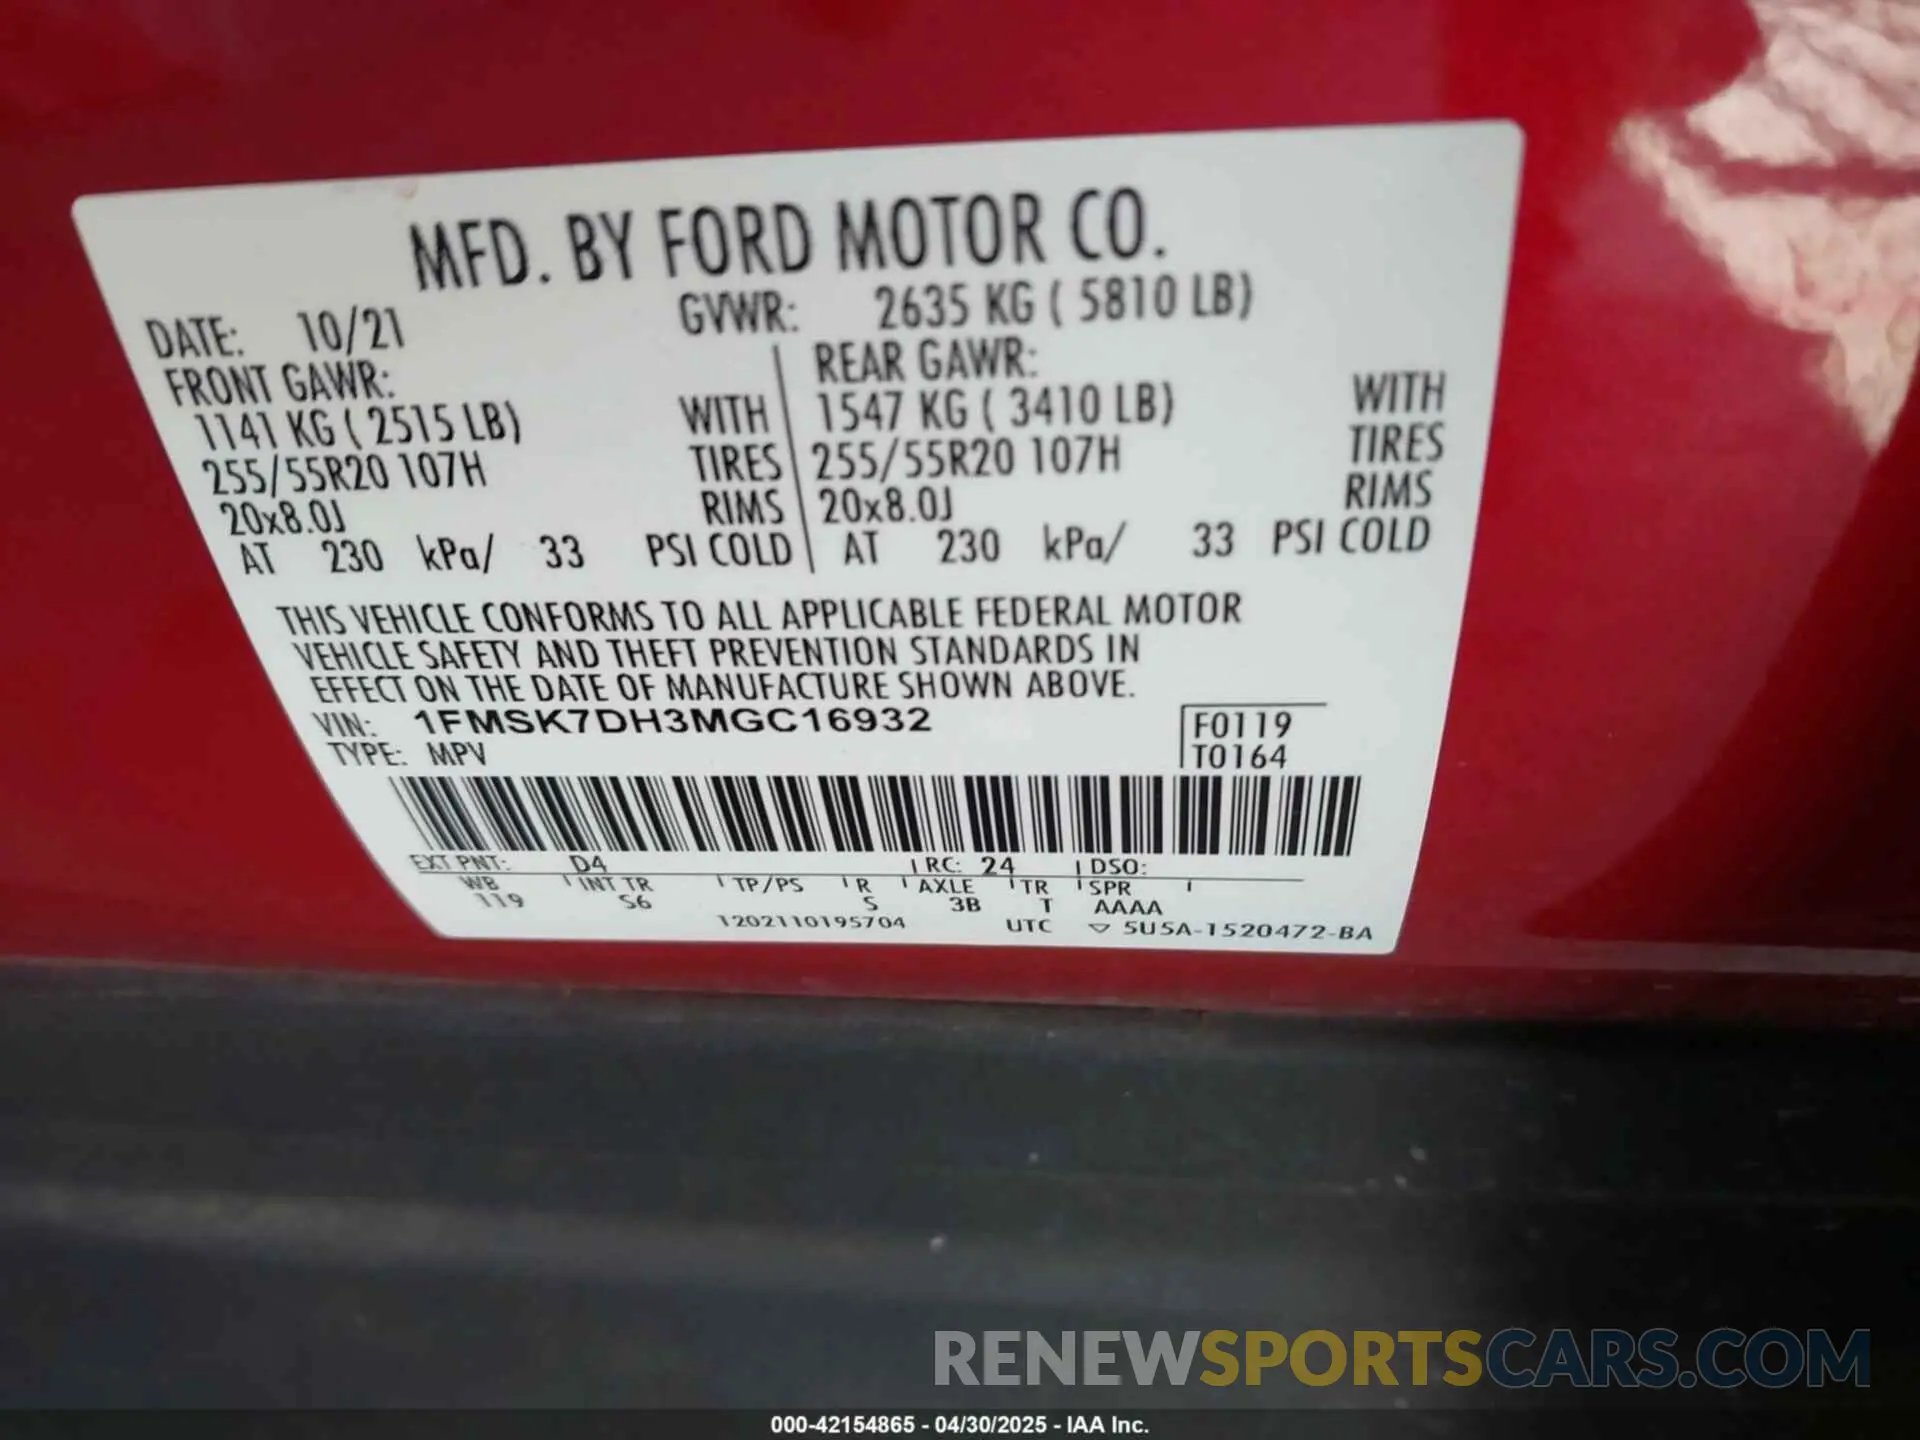 MFD. BY FORD MOTOR CO.
DATE: 10/21 GVWR: 2635 KG ( 5810 LB)
FRONT GAWR: REAR GAWR:
1141 KG ( 2515 LB) WITH 1547 KG ( 3410 LB) WITH
255/55R20 107H TIRES 255/55R20 107H TIRES
20x8.0J RIMS 20x8.0J RIMS
AT 230 kPa/ 33 PSI COLD AT 230 kPa/ 33 PSI COLD
THIS VEHICLE CONFORMS TO ALL APPLICABLE FEDERAL MOTOR
VEHICLE SAFETY AND THEFT PREVENTION STANDARDS IN
EFFECT ON THE DATE OF MANUFACTURE SHOWN ABOVE.
VIN: 1FMSK7DH3MGC16932 F0119
TYPE: MPV T0164
EXT PNT: D4 RC: 24 DSO:
WB INT TR TP/PS R AXLE TR SPR
119 S6 S 3B T AAAA
1202110195704 UTC ▽ 5U5A-1520472-BA
RENEWSPORTSCARS.COM
000-42154865 - 04/30/2025 - IAA Inc.